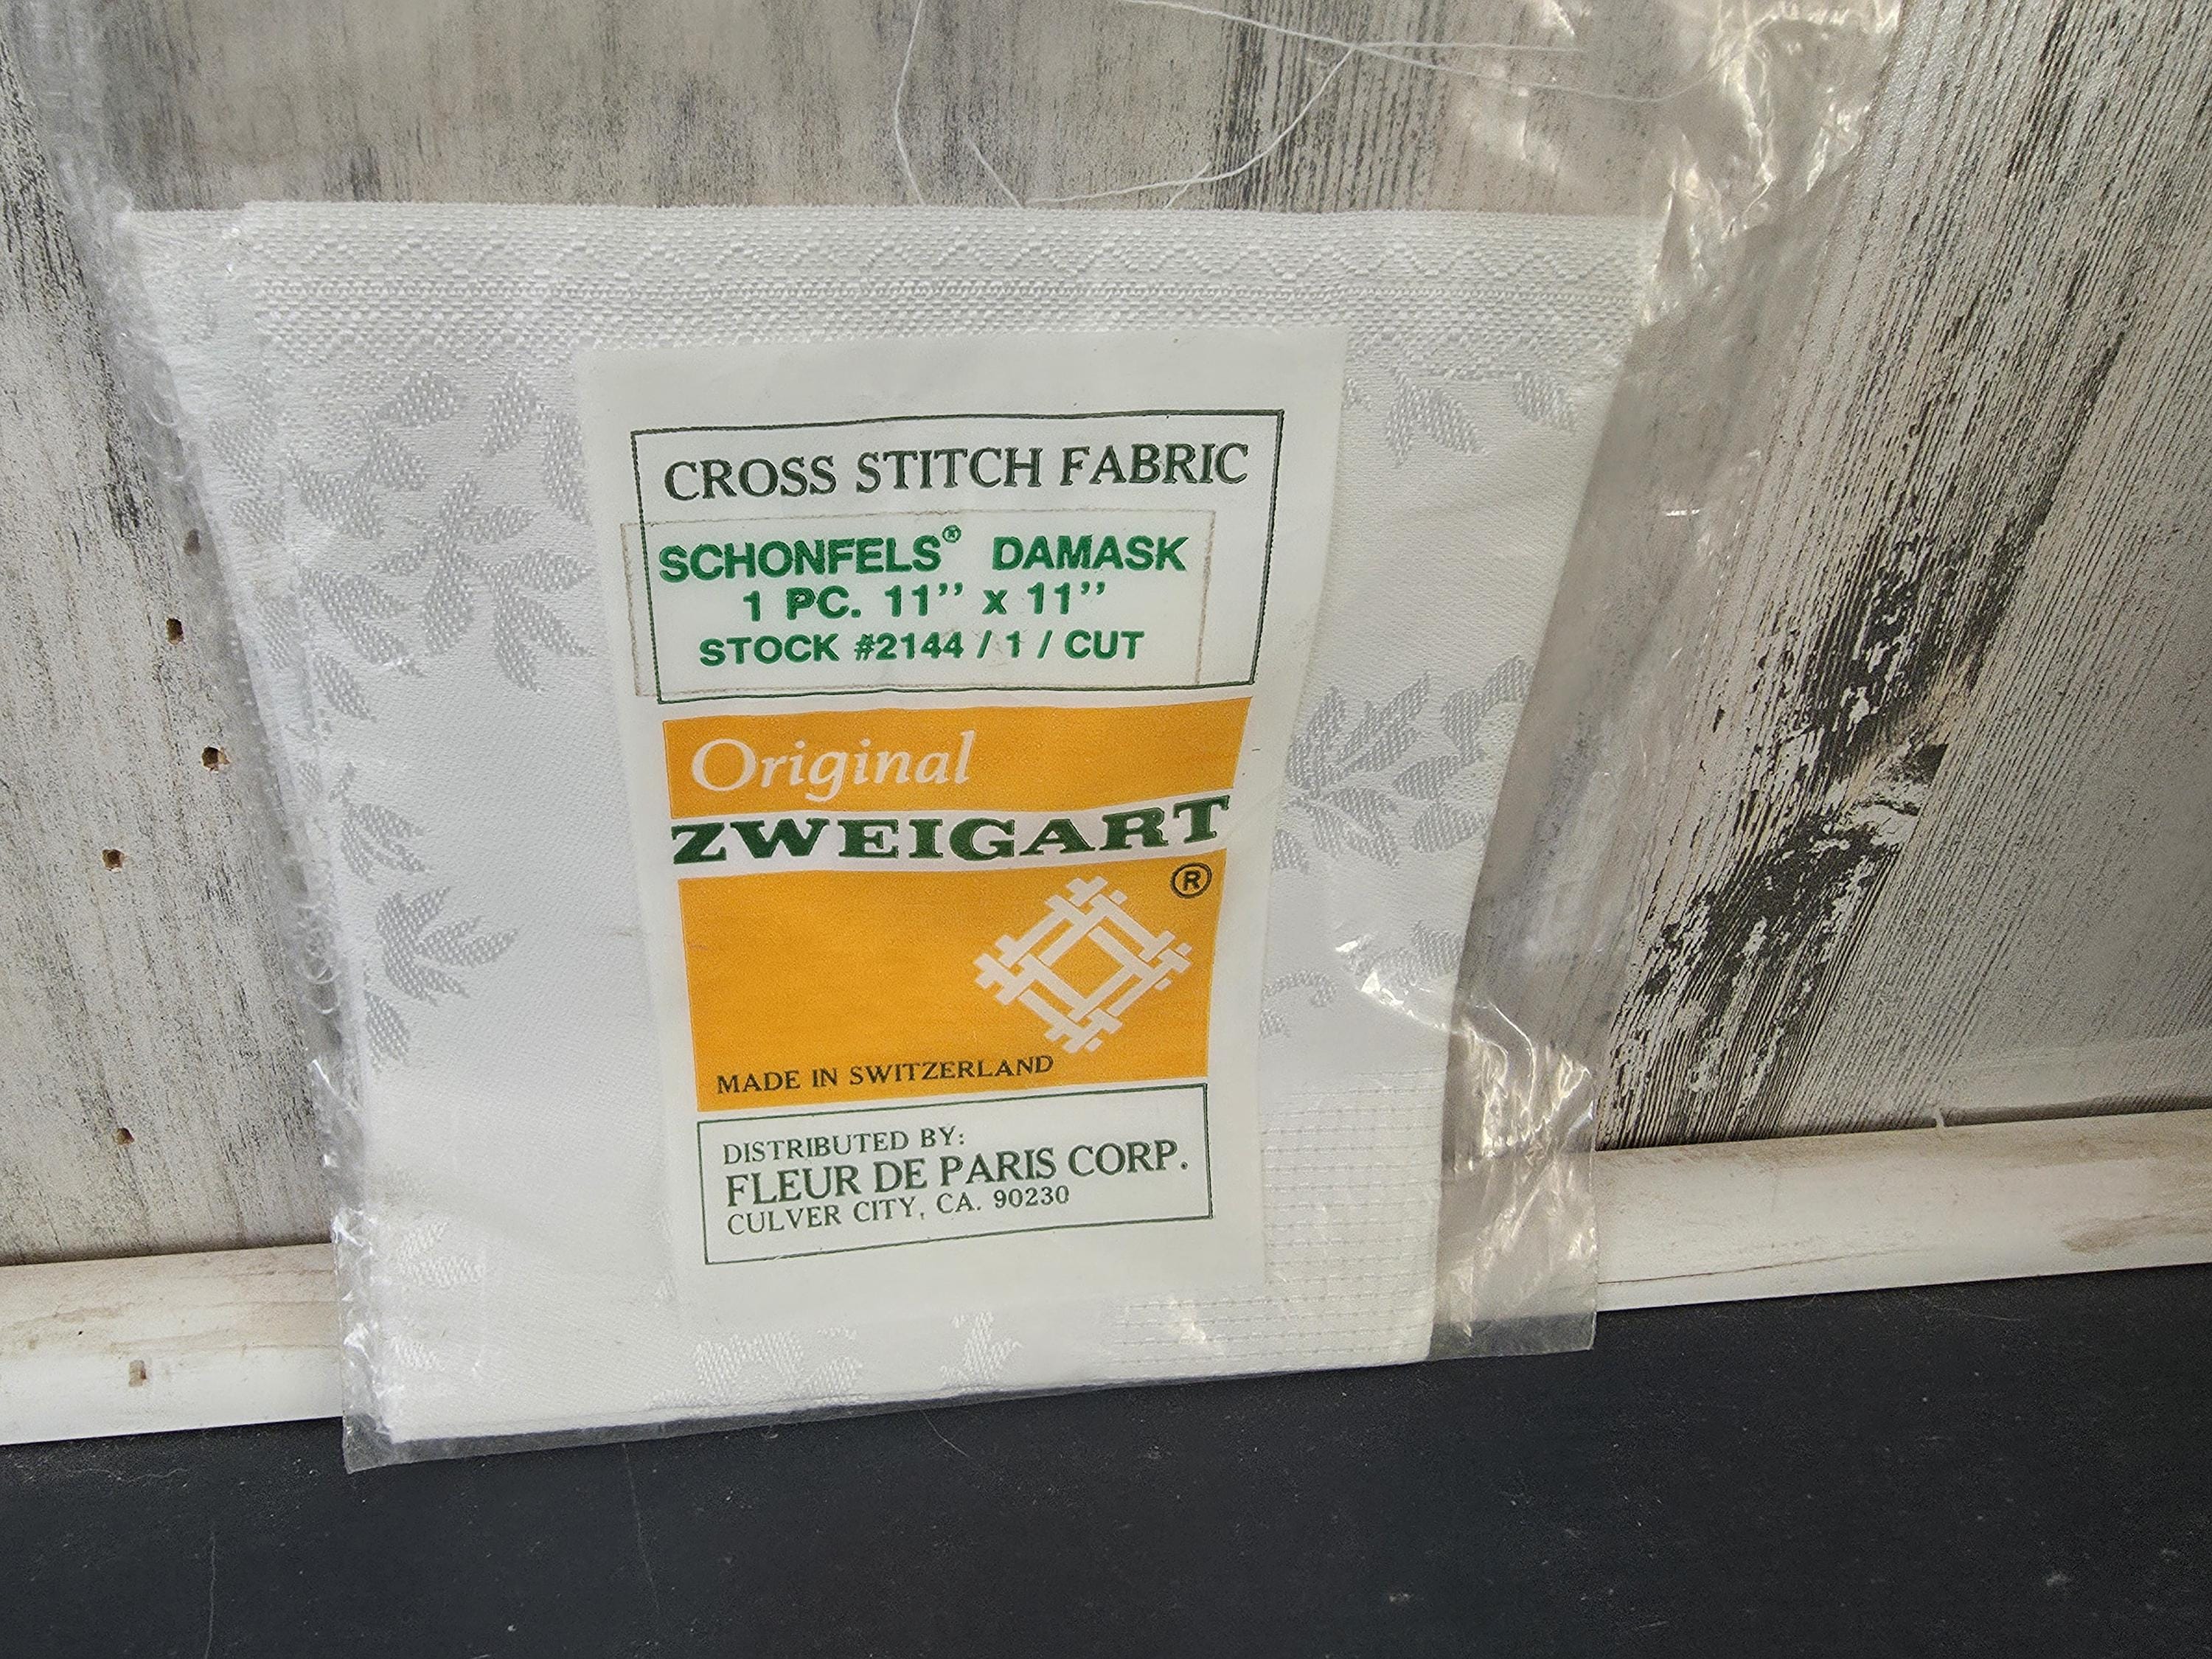 CROSS STITCH FABRIC
SCHONFELS® DAMASK
1 PC. 11’’ x 11’’
STOCK #2144 / 1 / CUT
Original
ZWEIGART
®
MADE IN SWITZERLAND
DISTRIBUTED BY:
FLEUR DE PARIS CORP.
CULVER CITY, CA. 90230